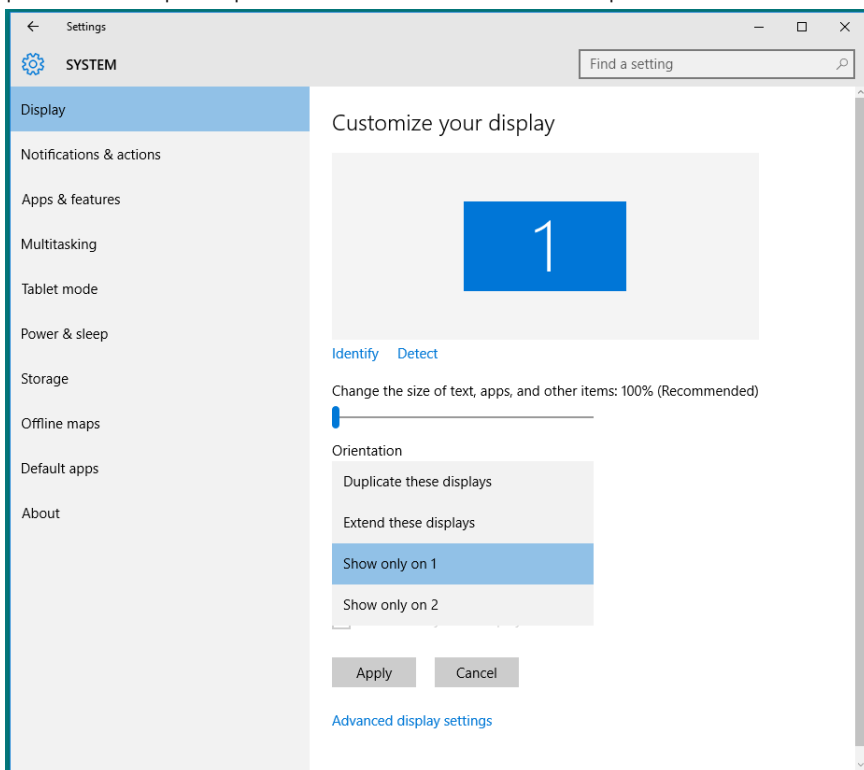 Settings
SYSTEM
Find a setting
Display
Notifications & actions
Apps & features
Multitasking
Tablet mode
Power & sleep
Storage
Offline maps
Default apps
About
Customize your display
1
Identify Detect
Change the size of text, apps, and other items: 100% (Recommended)
Orientation
Duplicate these displays
Extend these displays
Show only on 1
Show only on 2
Apply Cancel
Advanced display settings